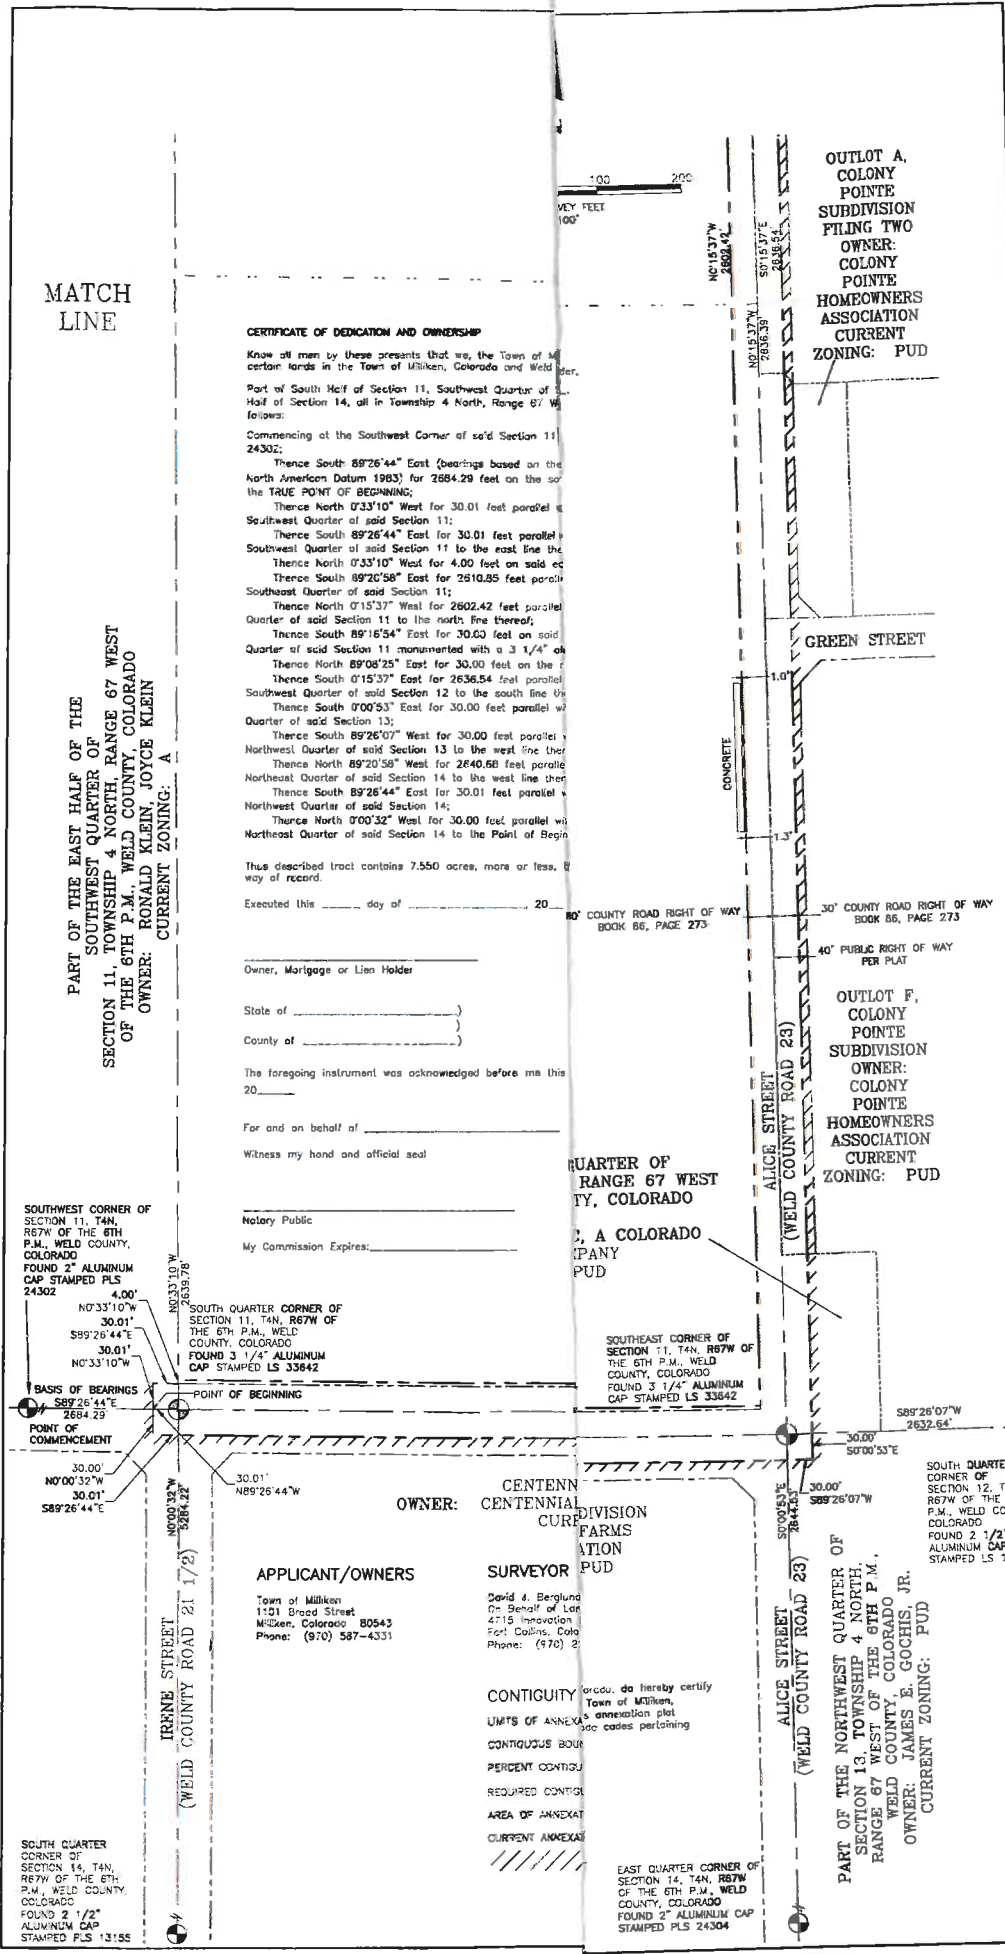 MATCH
LINE
100 200
VEY FEET
100'
N0°15'37"W
2602.42'
S0°15'37"E
2636.54'
N0°15'37"W
2636.39'
OUTLOT A,
COLONY
POINTE
SUBDIVISION
FILING TWO
OWNER:
COLONY
POINTE
HOMEOWNERS
ASSOCIATION
CURRENT
ZONING: PUD
CERTIFICATE OF DEDICATION AND OWNERSHIP
Know all men by these presents that we, the Town of M
certain lands in the Town of Milliken, Colorado and Weld
der,
Part of South Half of Section 11, Southwest Quarter of
Half of Section 14, all in Township 4 North, Range 67 W
follows:
Commencing at the Southwest Corner of said Section 11
24302;
Thence South 89°26'44" East (bearings based on the
North American Datum 1983) for 2684.29 feet on the so
the TRUE POINT OF BEGINNING;
Thence North 0°33'10" West for 30.01 feet parallel
Southwest Quarter of said Section 11;
Thence South 89°26'44" East for 30.01 feet parallel
Southwest Quarter of said Section 11 to the east line the
Thence North 0°33'10" West for 4.00 feet on said ea
Thence South 89°20'58" East for 2610.85 feet paralle
Southeast Quarter of said Section 11;
Thence North 0°15'37" West for 2602.42 feet parallel
Quarter of said Section 11 to the north line thereof;
Thence South 89°16'54" East for 30.00 feet on said
Quarter of said Section 11 monumented with a 3 1/4" al
Thence North 89°08'25" East for 30.00 feet on the
Thence South 0°15'37" East for 2636.54 feet parallel
Southwest Quarter of said Section 12 to the south line th
Thence South 0°00'53" East for 30.00 feet parallel wi
Quarter of said Section 13;
Thence South 89°26'07" West for 30.00 feet parallel
Northwest Quarter of said Section 13 to the west line ther
Thence North 89°20'58" West for 2640.68 feet paralle
Northeast Quarter of said Section 14 to the west line ther
Thence South 89°26'44" East for 30.01 feet parallel
Northwest Quarter of said Section 14;
Thence North 0°00'32" West for 30.00 feet parallel wi
Northeast Quarter of said Section 14 to the Point of Begin
Thus described tract contains 7.550 acres, more or less,
way of record.
Executed this _____ day of _______________, 20__
Owner, Mortgage or Lien Holder
State of ____________________)
)
County of ___________________)
The foregoing instrument was acknowledged before me this
20_____
For and on behalf of _________________________
Witness my hand and official seal
Notary Public
My Commission Expires:____________________
PART OF THE EAST HALF OF THE
SOUTHWEST QUARTER OF
SECTION 11, TOWNSHIP 4 NORTH, RANGE 67 WEST
OF THE 6TH P.M., WELD COUNTY, COLORADO
OWNER: RONALD KLEIN, JOYCE KLEIN
CURRENT ZONING: A
GREEN STREET
1.0'
CONCRETE
1.3'
30' COUNTY ROAD RIGHT OF WAY
BOOK 86, PAGE 273
30' COUNTY ROAD RIGHT OF WAY
BOOK 86, PAGE 273
40' PUBLIC RIGHT OF WAY
PER PLAT
OUTLOT F,
COLONY
POINTE
SUBDIVISION
OWNER:
COLONY
POINTE
HOMEOWNERS
ASSOCIATION
CURRENT
ZONING: PUD
ALICE STREET
(WELD COUNTY ROAD 23)
QUARTER OF
RANGE 67 WEST
TY, COLORADO
C, A COLORADO
PANY
PUD
SOUTHWEST CORNER OF
SECTION 11, T4N,
R67W OF THE 6TH
P.M., WELD COUNTY,
COLORADO
FOUND 2" ALUMINUM
CAP STAMPED PLS
24302
4.00'
N0°33'10"W
30.01'
S89°26'44"E
30.01'
N0°33'10"W
N0°33'10"W
2639.78'
SOUTH QUARTER CORNER OF
SECTION 11, T4N, R67W OF
THE 6TH P.M., WELD
COUNTY, COLORADO
FOUND 3 1/4" ALUMINUM
CAP STAMPED LS 33642
SOUTHEAST CORNER OF
SECTION 11, T4N, R67W OF
THE 6TH P.M., WELD
COUNTY, COLORADO
FOUND 3 1/4" ALUMINUM
CAP STAMPED LS 33642
BASIS OF BEARINGS
S89°26'44"E
2684.29'
POINT OF
COMMENCEMENT
POINT OF BEGINNING
S89°26'07"W
2632.64'
30.00'
S0°00'53"E
30.00'
N0°00'32"W
30.01'
S89°26'44"E
30.01'
N89°26'44"W
N0°00'32"W
5284.22'
30.00'
S89°26'07"W
S0°00'53"E
2644.63'
SOUTH QUARTE
CORNER OF
SECTION 12, T
R67W OF THE
P.M., WELD CO
COLORADO
FOUND 2 1/2"
ALUMINUM CAP
STAMPED LS 1
OWNER:
CENTENN
CENTENNIAL
CURR
DIVISION
FARMS
ATION
PUD
APPLICANT/OWNERS
Town of Milliken
1101 Broad Street
Milliken, Colorado 80543
Phone: (970) 587-4331
SURVEYOR
David J. Berglund
On Behalf of Lan
4715 Innovation
Fort Collins, Colo
Phone: (970) 2
IRENE STREET
(WELD COUNTY ROAD 21 1/2)
CONTIGUITY
orado, do hereby certify
Town of Milliken,
s annexation plat
ado codes pertaining
LIMITS OF ANNEXA
CONTIGUOUS BOUN
PERCENT CONTIGU
REQUIRED CONTIGU
AREA OF ANNEXAT
CURRENT ANNEXAT
ALICE STREET
(WELD COUNTY ROAD 23)
PART OF THE NORTHWEST QUARTER OF
SECTION 13, TOWNSHIP 4 NORTH,
RANGE 67 WEST OF THE 6TH P.M.,
WELD COUNTY, COLORADO
OWNER: JAMES E. GOCHIS, JR.
CURRENT ZONING: PUD
SOUTH QUARTER
CORNER OF
SECTION 14, T4N,
R67W OF THE 6TH
P.M., WELD COUNTY,
COLORADO
FOUND 2 1/2"
ALUMINUM CAP
STAMPED PLS 13155
EAST QUARTER CORNER OF
SECTION 14, T4N, R67W
OF THE 6TH P.M., WELD
COUNTY, COLORADO
FOUND 2" ALUMINUM CAP
STAMPED PLS 24304